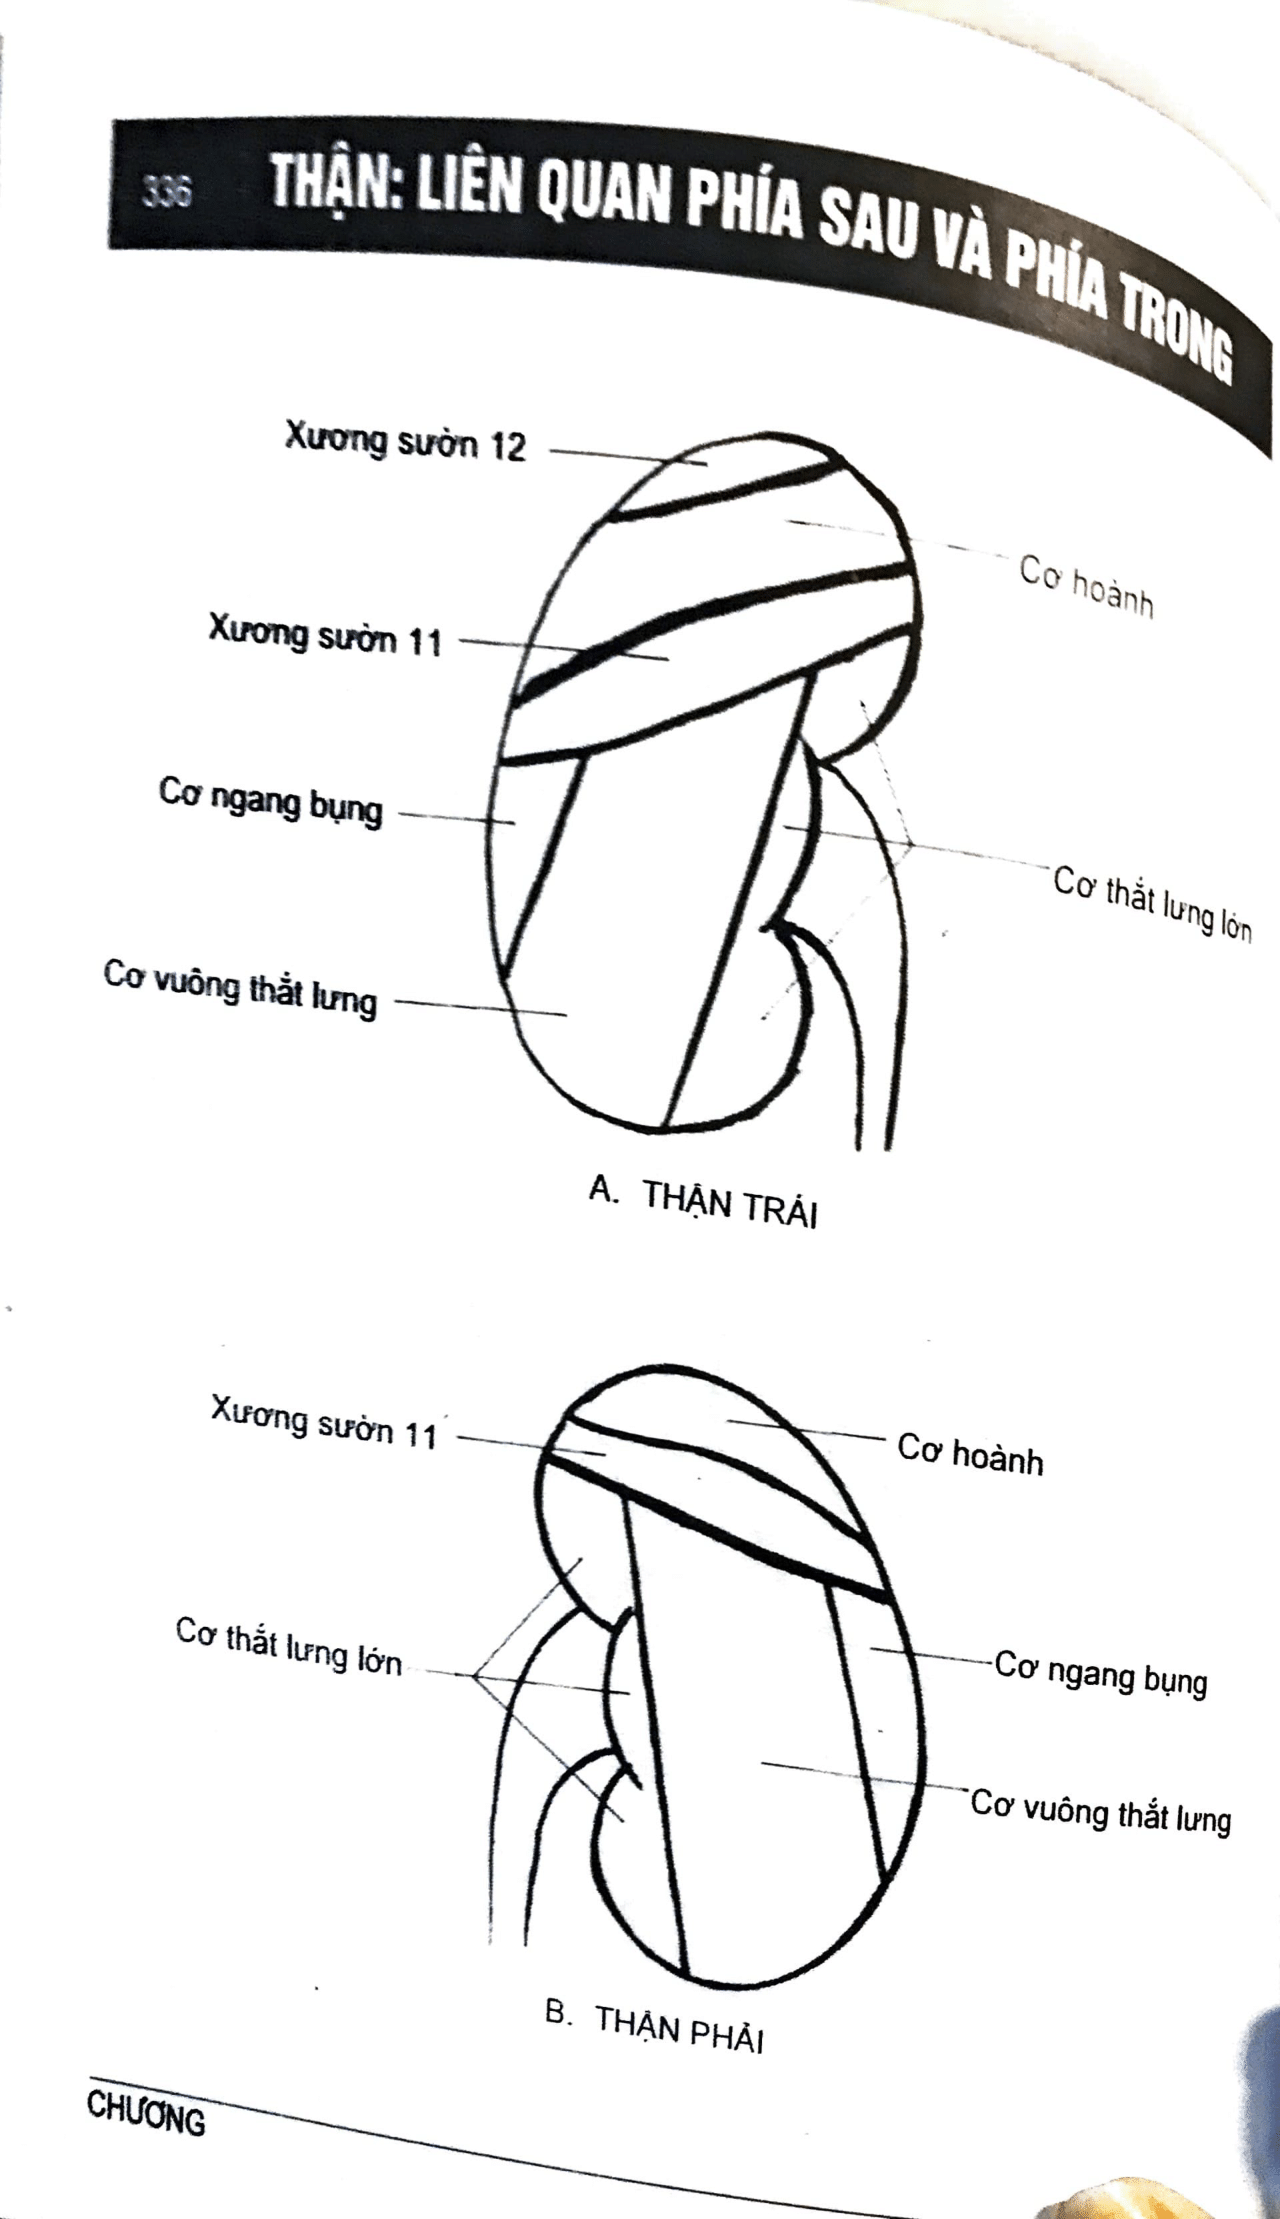 336 THẬN: LIÊN QUAN PHÍA SAU VÀ PHÍA TRONG
Xương sườn 12
Cơ hoành
Xương sườn 11
Cơ ngang bụng
Cơ thắt lưng lớn
Cơ vuông thắt lưng
A. THẬN TRÁI
Xương sườn 11
Cơ hoành
Cơ thắt lưng lớn
Cơ ngang bụng
Cơ vuông thắt lưng
B. THẬN PHẢI
CHƯƠNG